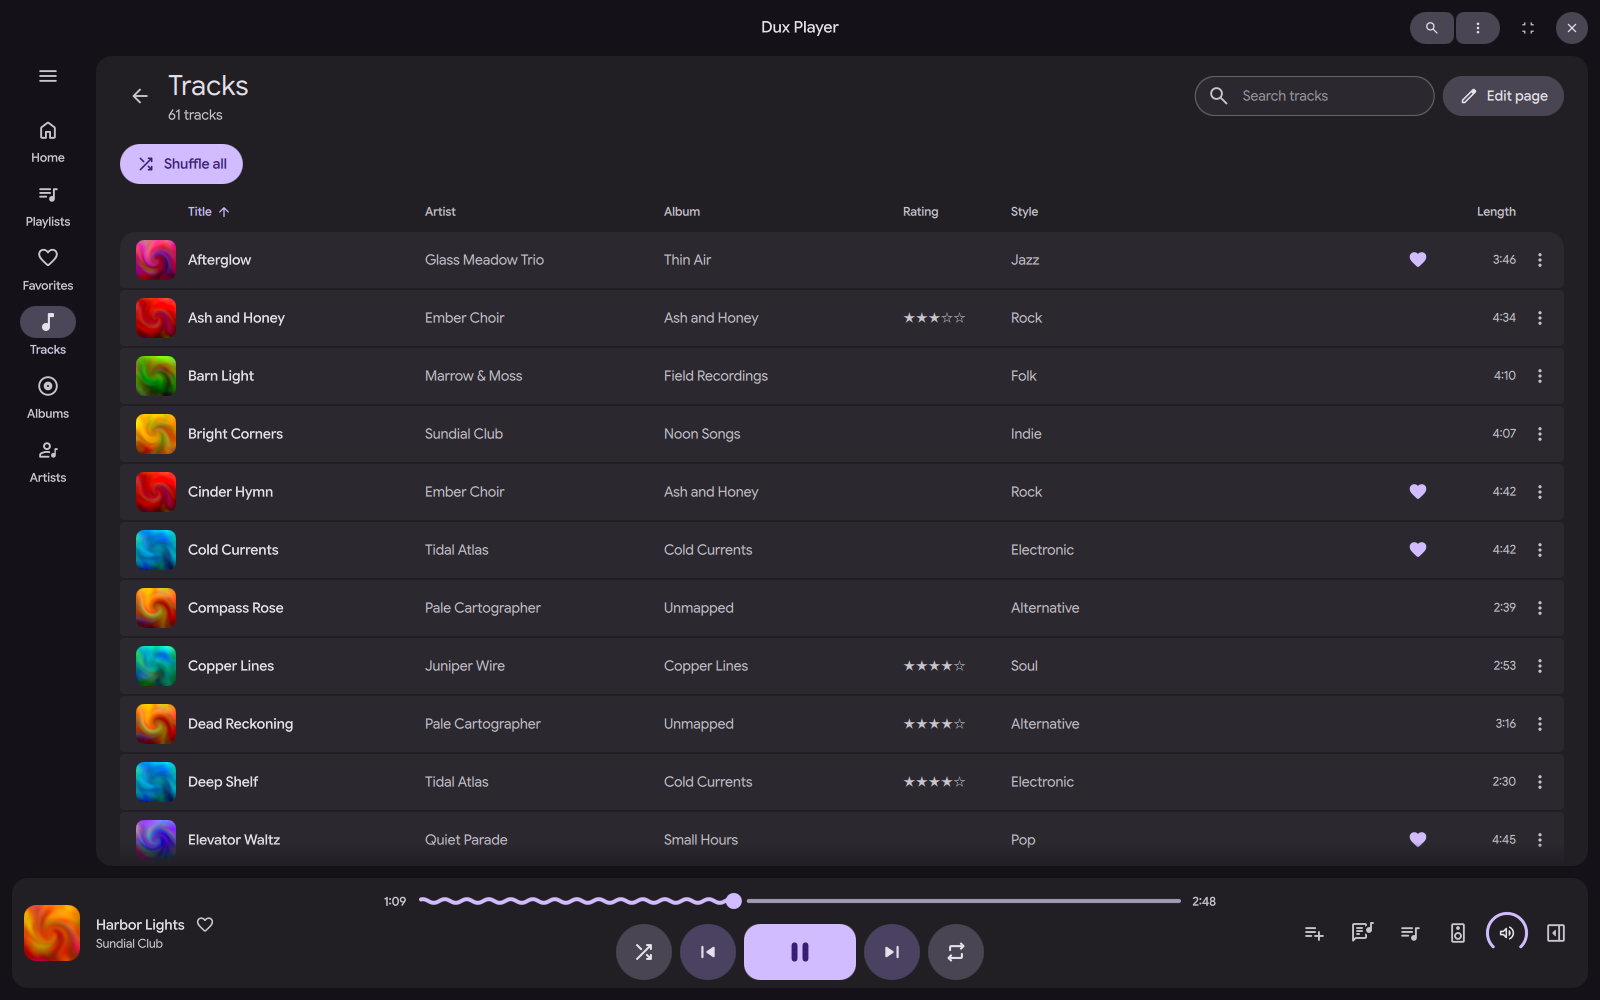 Dux Player
Tracks
61 tracks
Search tracks
Edit page
Shuffle all
Home
Playlists
Favorites
Tracks
Albums
Artists
Title Artist Album Rating Style Length
Afterglow Glass Meadow Trio Thin Air Jazz 3:46
Ash and Honey Ember Choir Ash and Honey ★★★☆☆ Rock 4:34
Barn Light Marrow & Moss Field Recordings Folk 4:10
Bright Corners Sundial Club Noon Songs Indie 4:07
Cinder Hymn Ember Choir Ash and Honey Rock 4:42
Cold Currents Tidal Atlas Cold Currents Electronic 4:42
Compass Rose Pale Cartographer Unmapped Alternative 2:39
Copper Lines Juniper Wire Copper Lines ★★★★☆ Soul 2:53
Dead Reckoning Pale Cartographer Unmapped ★★★★☆ Alternative 3:16
Deep Shelf Tidal Atlas Cold Currents ★★★★☆ Electronic 2:30
Elevator Waltz Quiet Parade Small Hours Pop 4:45
Harbor Lights
Sundial Club
1:09
2:48